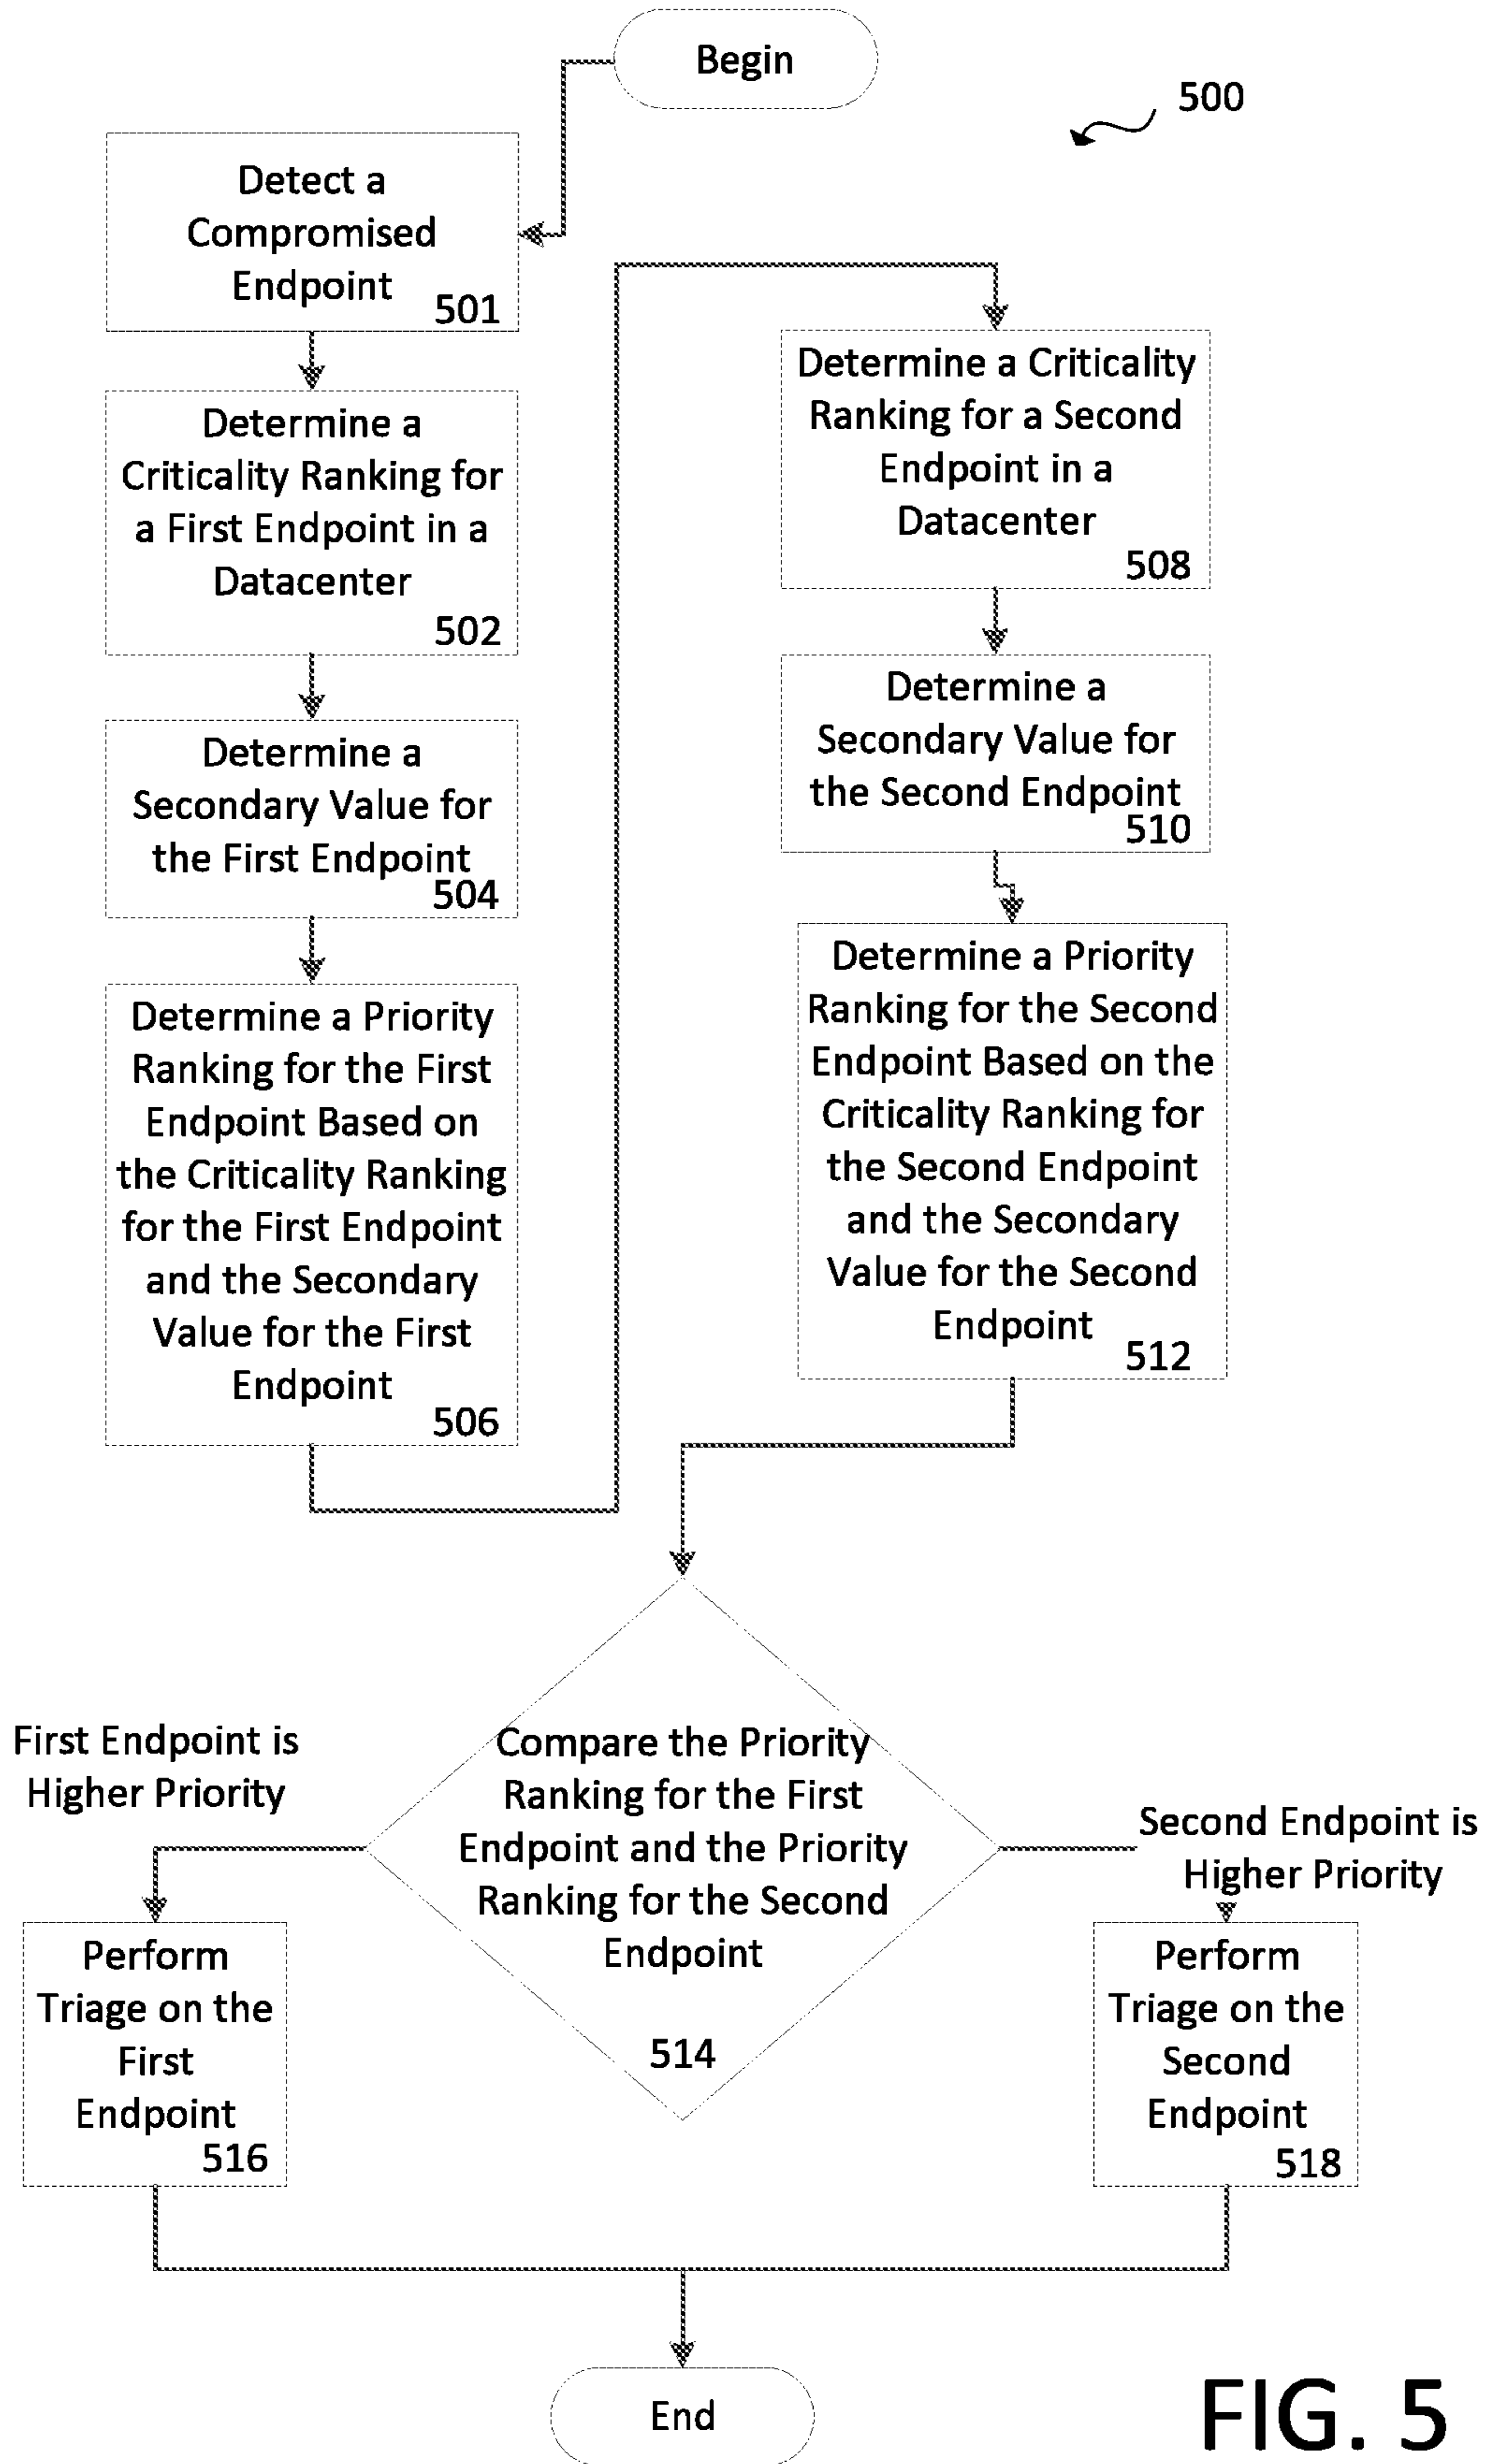 Begin
500
Detect a
Compromised
Endpoint
501
Determine a
Criticality Ranking for
a First Endpoint in a
Datacenter
502
Determine a
Secondary Value for
the First Endpoint
504
Determine a Priority
Ranking for the First
Endpoint Based on
the Criticality Ranking
for the First Endpoint
and the Secondary
Value for the First
Endpoint
506
Determine a Criticality
Ranking for a Second
Endpoint in a
Datacenter
508
Determine a
Secondary Value for
the Second Endpoint
510
Determine a Priority
Ranking for the Second
Endpoint Based on the
Criticality Ranking for
the Second Endpoint
and the Secondary
Value for the Second
Endpoint
512
Compare the Priority
Ranking for the First
Endpoint and the Priority
Ranking for the Second
Endpoint
514
First Endpoint is
Higher Priority
Perform
Triage on the
First
Endpoint
516
Second Endpoint is
Higher Priority
Perform
Triage on the
Second
Endpoint
518
End
FIG. 5